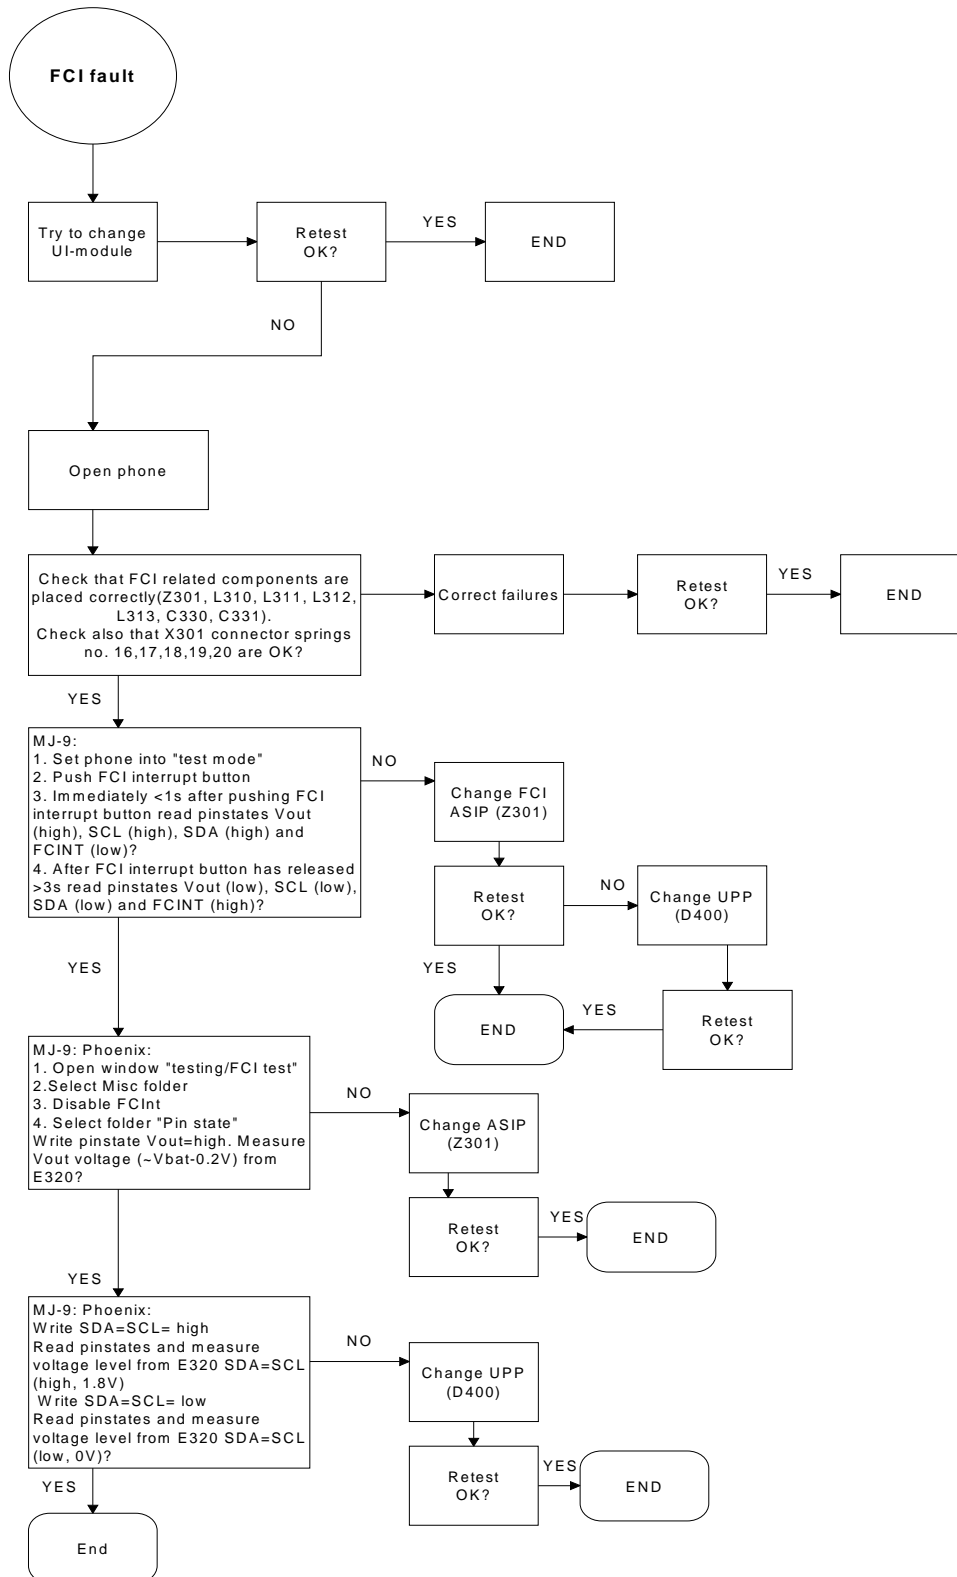 FCI fault
Try to change
UI-module
Retest
OK?
YES
END
NO
Open phone
Check that FCI related components are
placed correctly(Z301, L310, L311, L312,
L313, C330, C331).
Check also that X301 connector springs
no. 16,17,18,19,20 are OK?
Correct failures
Retest
OK?
YES
END
YES
MJ-9:
1. Set phone into "test mode"
2. Push FCI interrupt button
3. Immediately <1s after pushing FCI
interrupt button read pinstates Vout
(high), SCL (high), SDA (high) and
FCINT (low)?
4. After FCI interrupt button has released
>3s read pinstates Vout (low), SCL (low),
SDA (low) and FCINT (high)?
NO
Change FCI
ASIP (Z301)
Retest
OK?
NO
Change UPP
(D400)
YES
Retest
OK?
YES
END
YES
MJ-9: Phoenix:
1. Open window "testing/FCI test"
2.Select Misc folder
3. Disable FCInt
4. Select folder "Pin state"
Write pinstate Vout=high. Measure
Vout voltage (~Vbat-0.2V) from
E320?
NO
Change ASIP
(Z301)
Retest
OK?
YES
END
YES
MJ-9: Phoenix:
Write SDA=SCL= high
Read pinstates and measure
voltage level from E320 SDA=SCL
(high, 1.8V)
Write SDA=SCL= low
Read pinstates and measure
voltage level from E320 SDA=SCL
(low, 0V)?
NO
Change UPP
(D400)
Retest
OK?
YES
END
YES
End